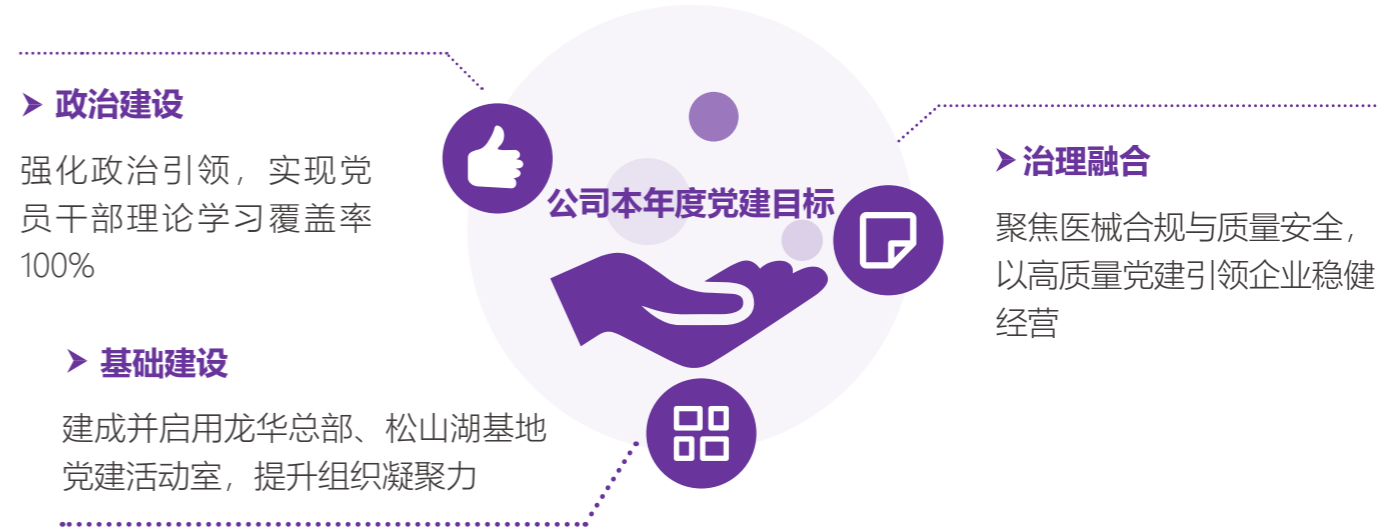 政治建设
强化政治引领，实现党
员干部理论学习覆盖率
100%
公司本年度党建目标
治理融合
聚焦医械合规与质量安全，
以高质量党建引领企业稳健
经营
基础建设
建成并启用龙华总部、松山湖基地
党建活动室，提升组织凝聚力